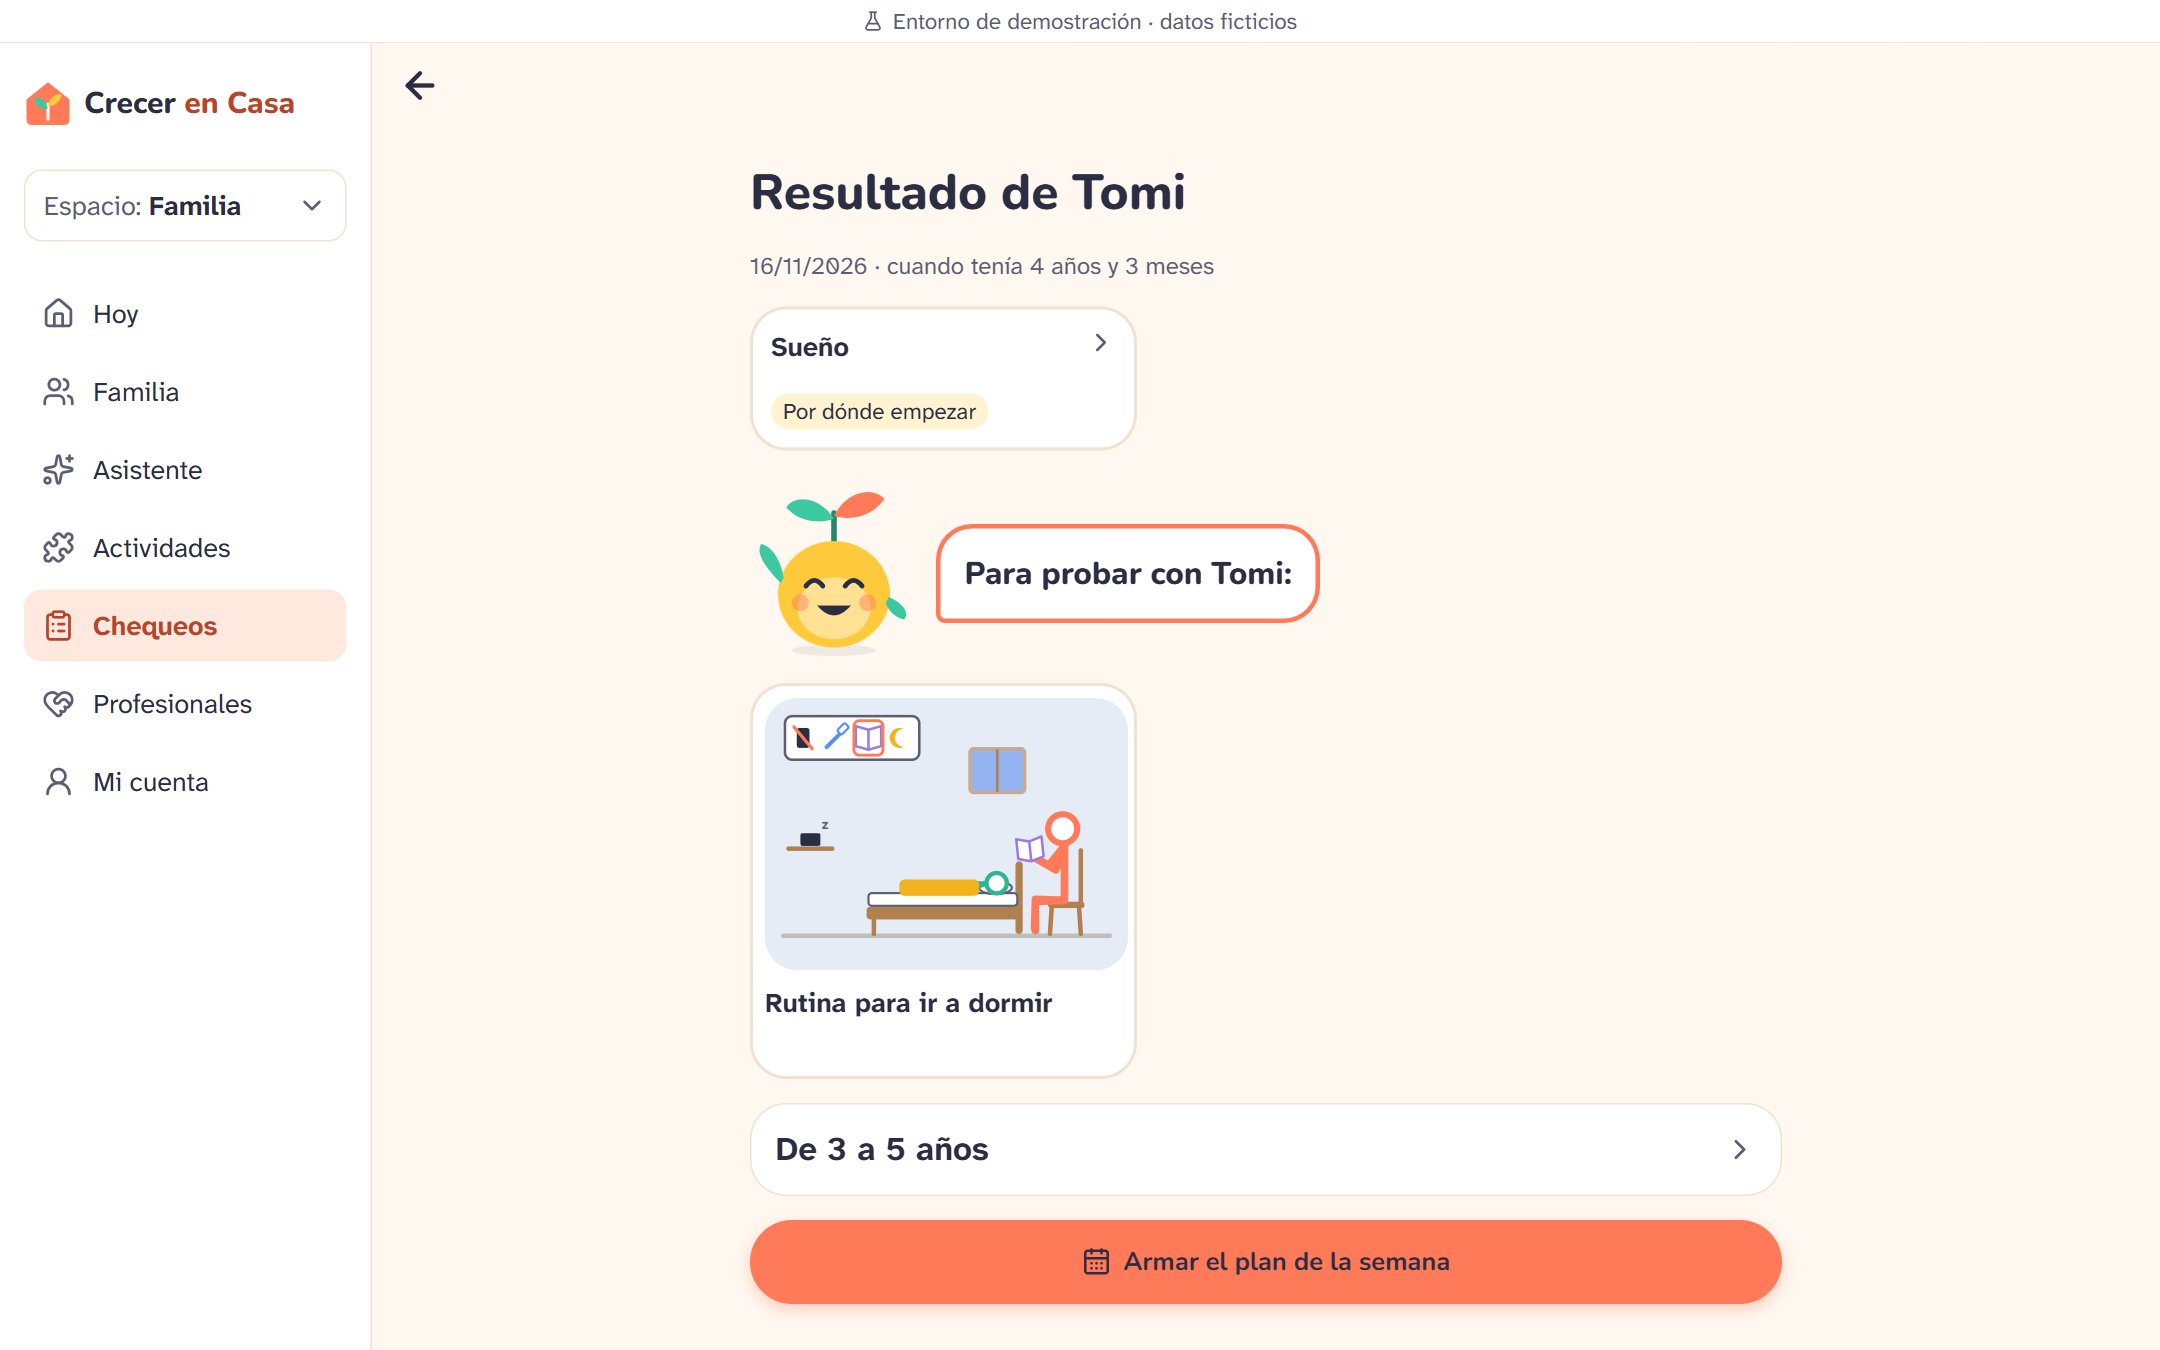 Entorno de demostración · datos ficticios
Crecer en Casa
Espacio: Familia
Hoy
Familia
Asistente
Actividades
Chequeos
Profesionales
Mi cuenta
Resultado de Tomi
16/11/2026 · cuando tenía 4 años y 3 meses
Sueño
Por dónde empezar
Para probar con Tomi:
z
Rutina para ir a dormir
De 3 a 5 años
Armar el plan de la semana